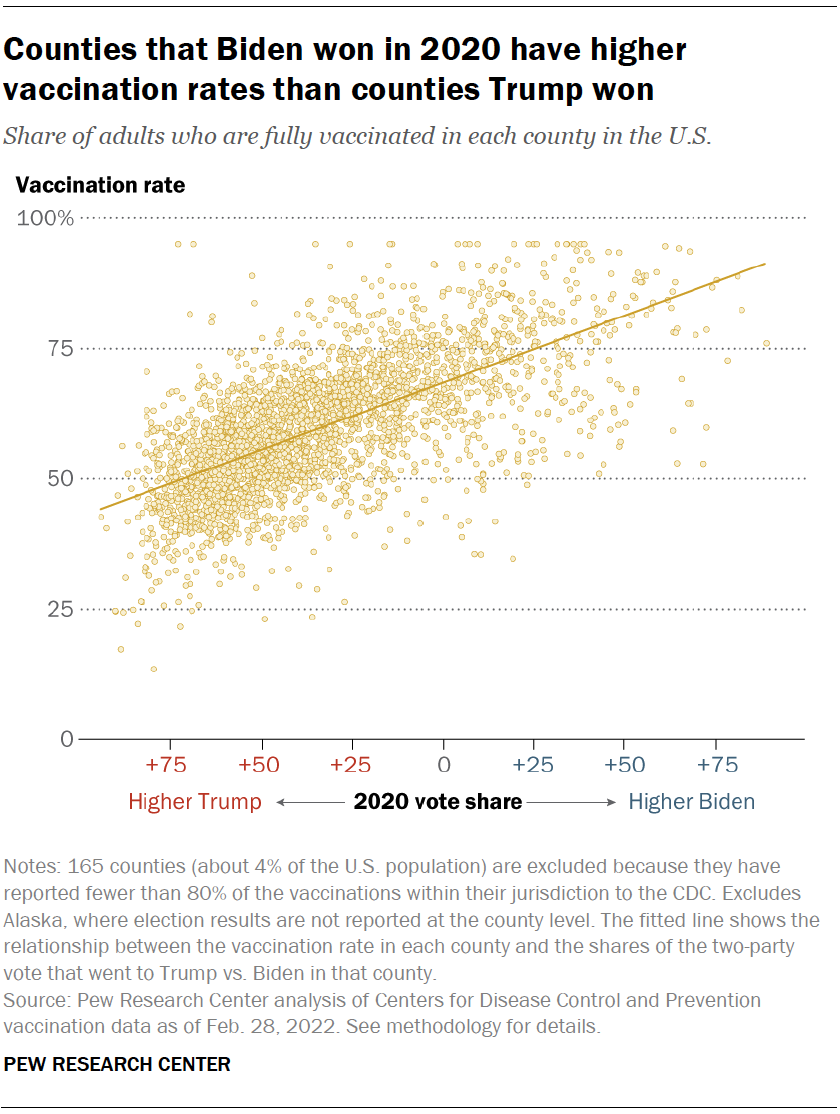 Counties that Biden won in 2020 have higher
vaccination rates than counties Trump won
Share of adults who are fully vaccinated in each county in the U.S.
Vaccination rate
100%
75
50
25
0
+75
+50
+25
0
+25
+50
+75
Higher Trump
2020 vote share
Higher Biden
Notes: 165 counties (about 4% of the U.S. population) are excluded because they have
reported fewer than 80% of the vaccinations within their jurisdiction to the CDC. Excludes
Alaska, where election results are not reported at the county level. The fitted line shows the
relationship between the vaccination rate in each county and the shares of the two-party
vote that went to Trump vs. Biden in that county.
Source: Pew Research Center analysis of Centers for Disease Control and Prevention
vaccination data as of Feb. 28, 2022. See methodology for details.
PEW RESEARCH CENTER